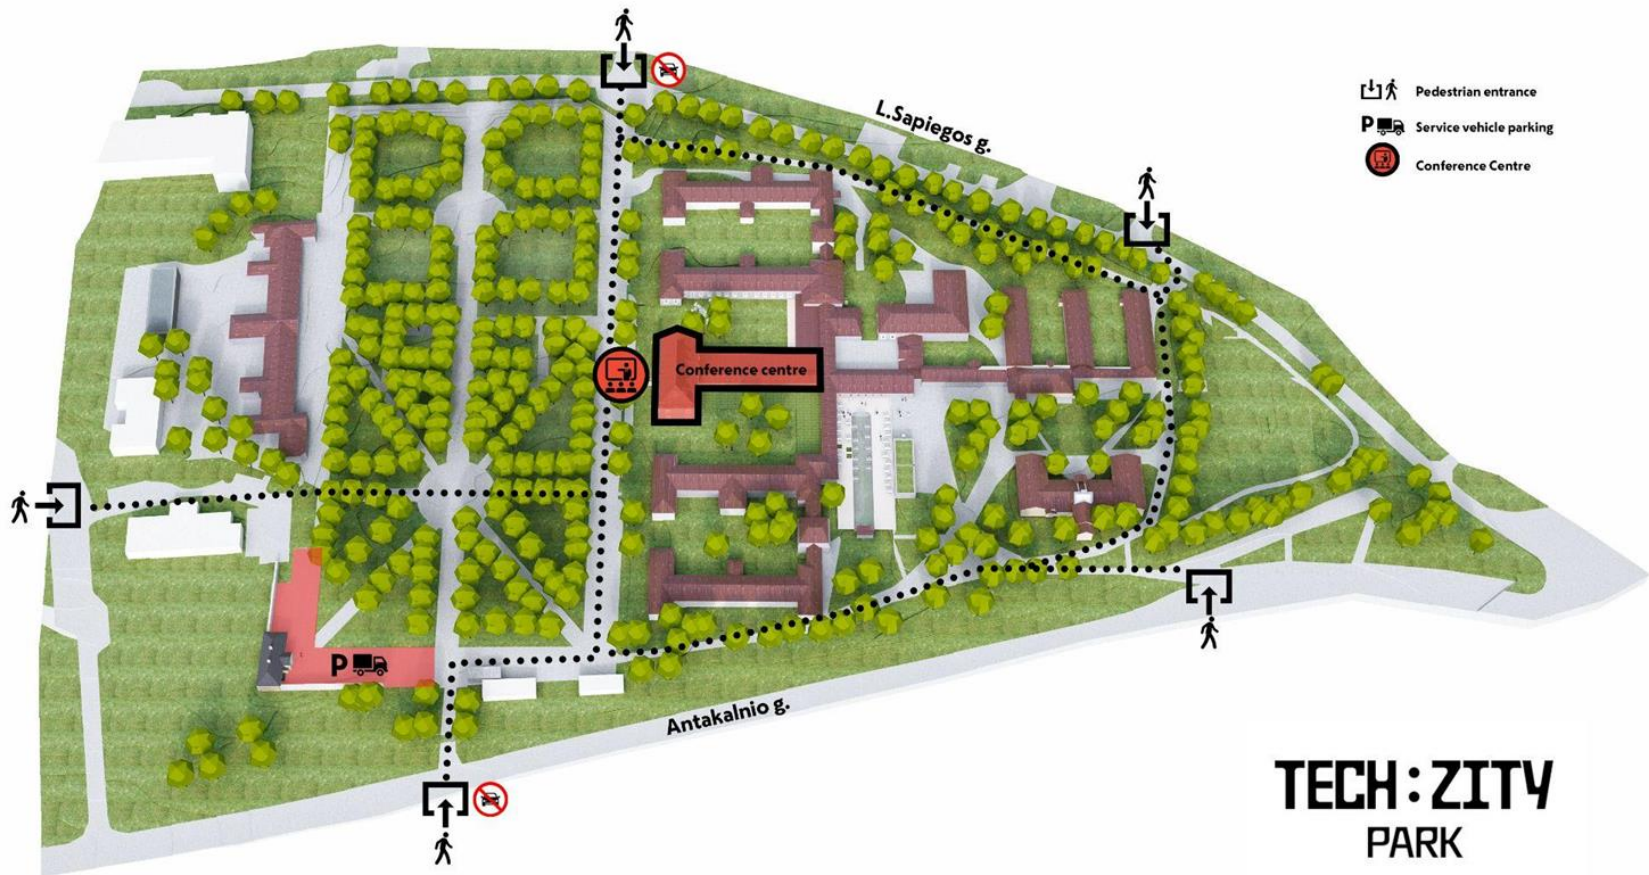 L.Sapiegos g.
Pedestrian entrance
P Service vehicle parking
Conference Centre
Conference centre
P
Antakalnio g.
TECH:ZITY
PARK